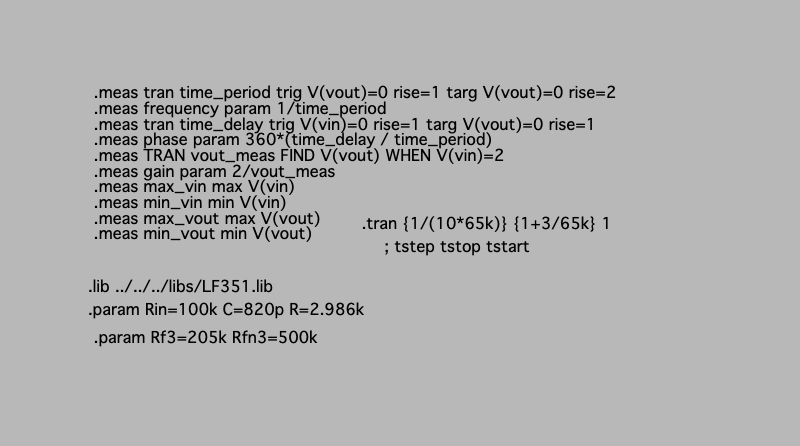 .meas tran time_period trig V(vout)=0 rise=1 targ V(vout)=0 rise=2
.meas frequency param 1/time_period
.meas tran time_delay trig V(vin)=0 rise=1 targ V(vout)=0 rise=1
.meas phase param 360*(time_delay / time_period)
.meas TRAN vout_meas FIND V(vout) WHEN V(vin)=2
.meas gain param 2/vout_meas
.meas max_vin max V(vin)
.meas min_vin min V(vin)
.meas max_vout max V(vout)
.meas min_vout min V(vout)
.tran {1/(10*65k)} {1+3/65k} 1
; tstep tstop tstart
.lib ../../../libs/LF351.lib
.param Rin=100k C=820p R=2.986k
.param Rf3=205k Rfn3=500k